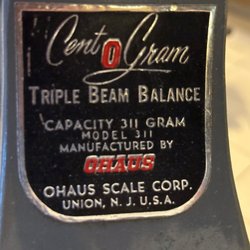 Cent O Gram
TRIPLE BEAM BALANCE
CAPACITY 311 GRAM
MODEL 311
MANUFACTURED BY
OHAUS
OHAUS SCALE CORP.
UNION, N. J. U.S.A.